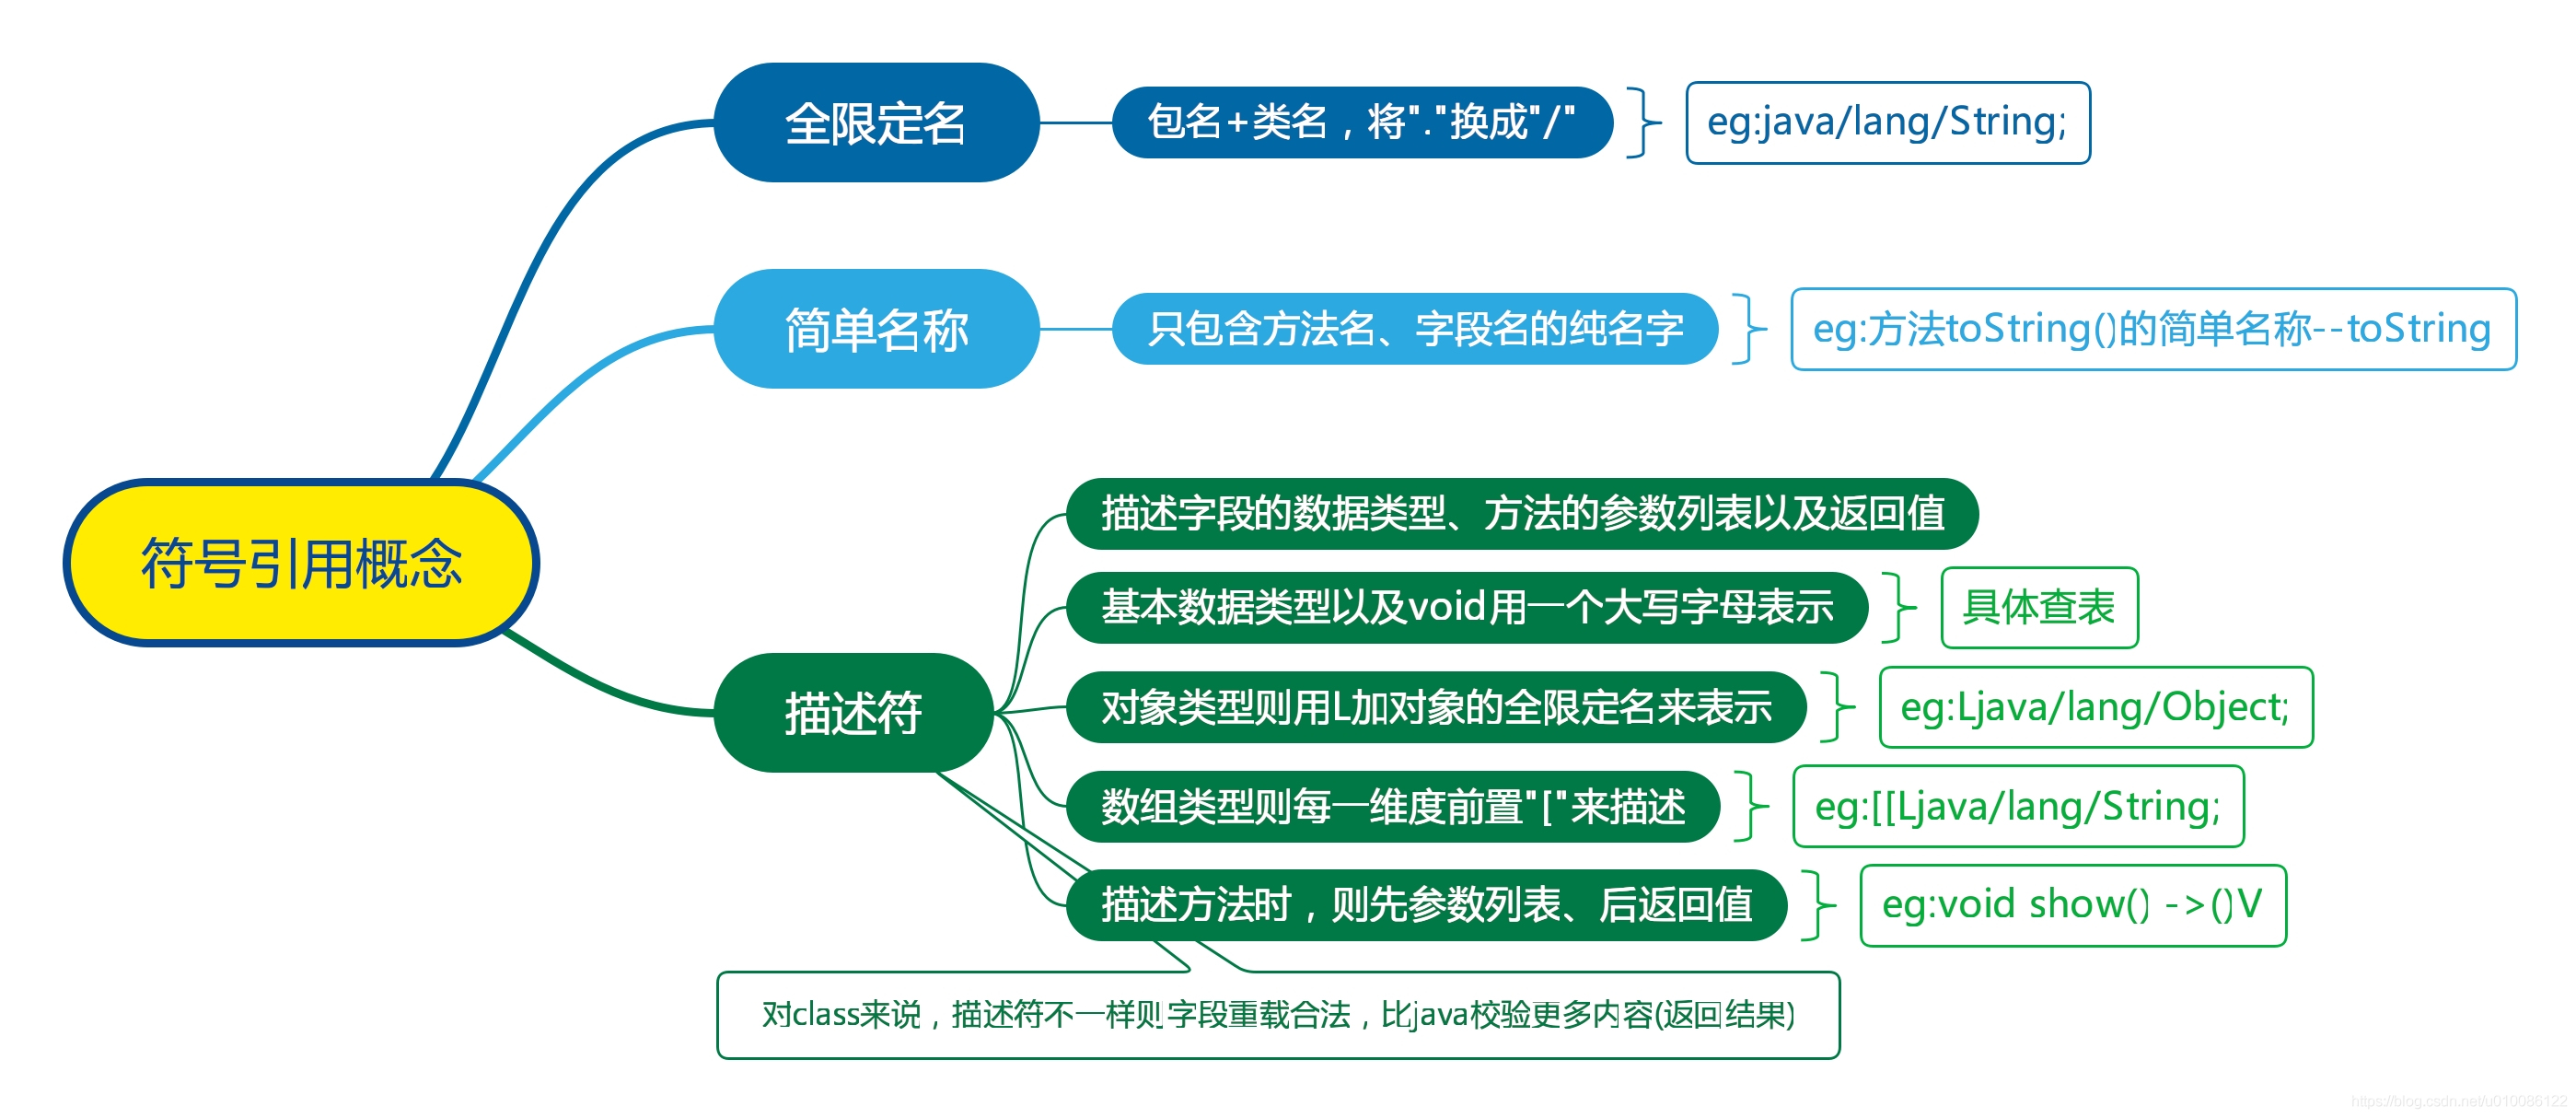 全限定名
包名+类名，将"."换成"/"
eg:java/lang/String;
简单名称
只包含方法名、字段名的纯名字
eg:方法toString()的简单名称--toString
符号引用概念
描述符
描述字段的数据类型、方法的参数列表以及返回值
基本数据类型以及void用一个大写字母表示
具体查表
对象类型则用L加对象的全限定名来表示
eg:Ljava/lang/Object;
数组类型则每一维度前置"["来描述
eg:[[Ljava/lang/String;
描述方法时，则先参数列表、后返回值
eg:void show() ->()V
对class来说，描述符不一样则字段重载合法，比java校验更多内容(返回结果)
https://blog.csdn.net/u010086122